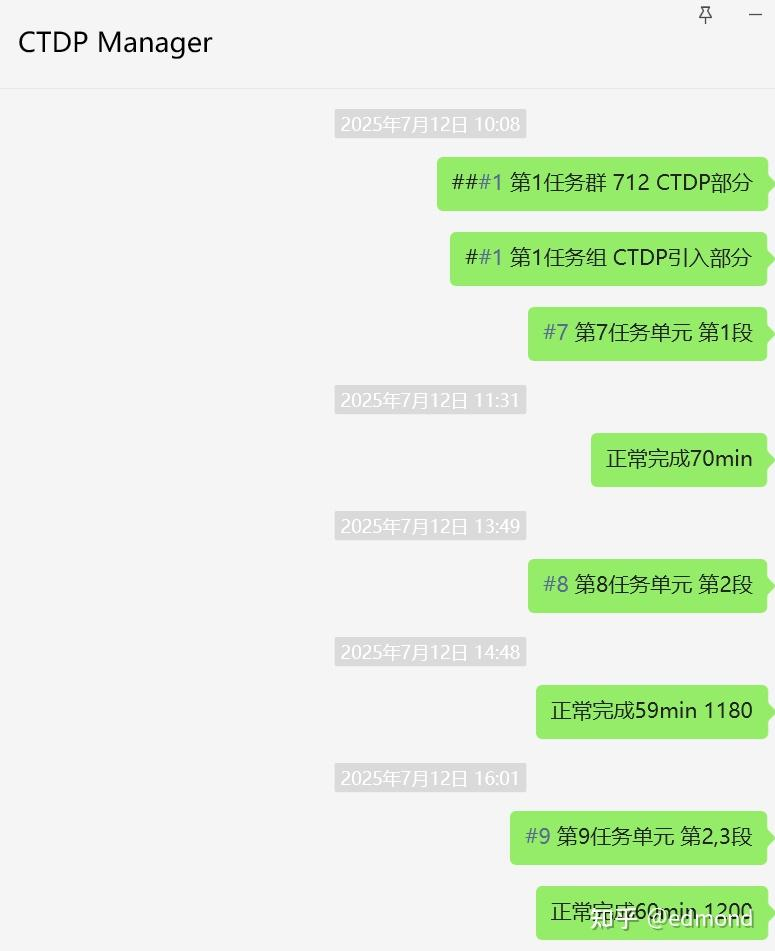 CTDP Manager
2025年7月12日 10:08
###1 第1任务群 712 CTDP部分
##1 第1任务组 CTDP引入部分
#7 第7任务单元 第1段
2025年7月12日 11:31
正常完成70min
2025年7月12日 13:49
#8 第8任务单元 第2段
2025年7月12日 14:48
正常完成59min 1180
2025年7月12日 16:01
#9 第9任务单元 第2,3段
正常完成60min 1200
知乎 @edmond